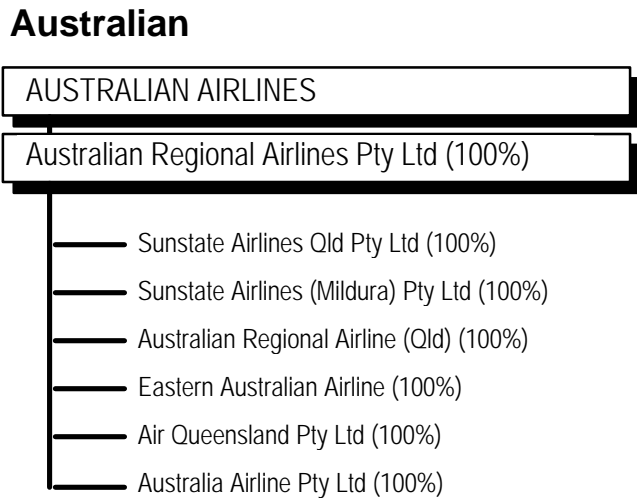 Australian
AUSTRALIAN AIRLINES
Australian Regional Airlines Pty Ltd (100%)
Sunstate Airlines Qld Pty Ltd (100%)
Sunstate Airlines (Mildura) Pty Ltd (100%)
Australian Regional Airline (Qld) (100%)
Eastern Australian Airline (100%)
Air Queensland Pty Ltd (100%)
Australia Airline Pty Ltd (100%)